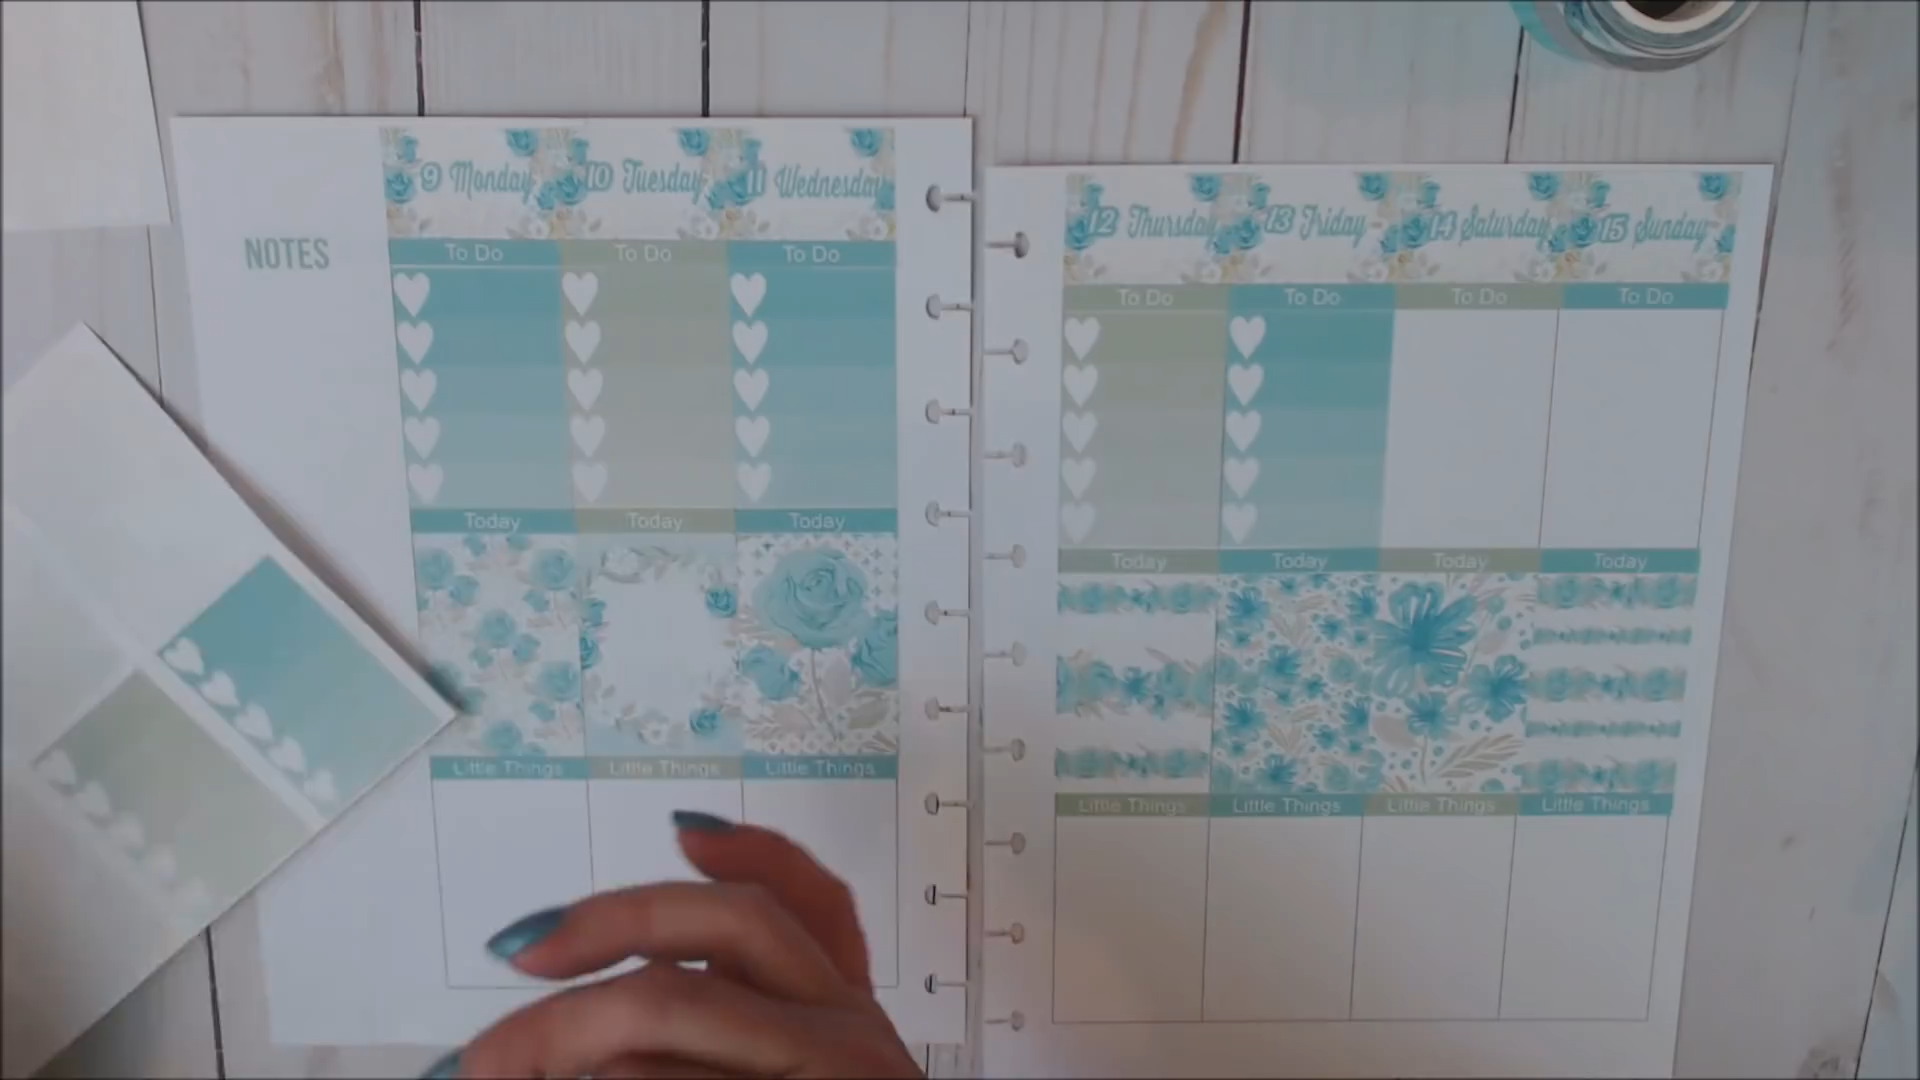 9 Monday 10 Tuesday 11 Wednesday
NOTES
To Do To Do To Do
Today Today Today
Little Things Little Things Little Things
12 Thursday 13 Friday 14 Saturday 15 Sunday
To Do To Do To Do To Do
Today Today Today Today
Little Things Little Things Little Things Little Things